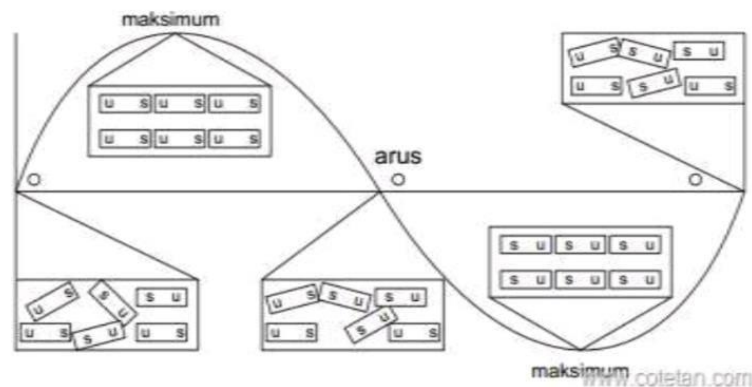 maksimum
u s s u s u
u s s u u s
u s u s u s
u s u s u s
arus
O O O
s u s u s u
s u s u s u
u s s u s u
u s s u u s
u s s u s u
u s s u u s
maksimum
www.cotetan.com